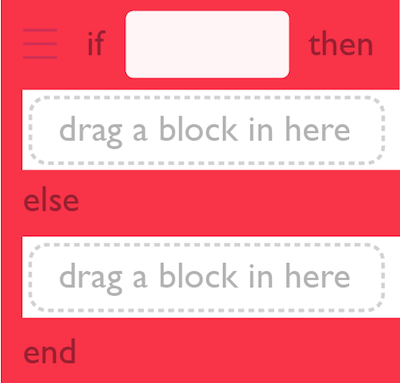 if then
drag a block in here
else
drag a block in here
end